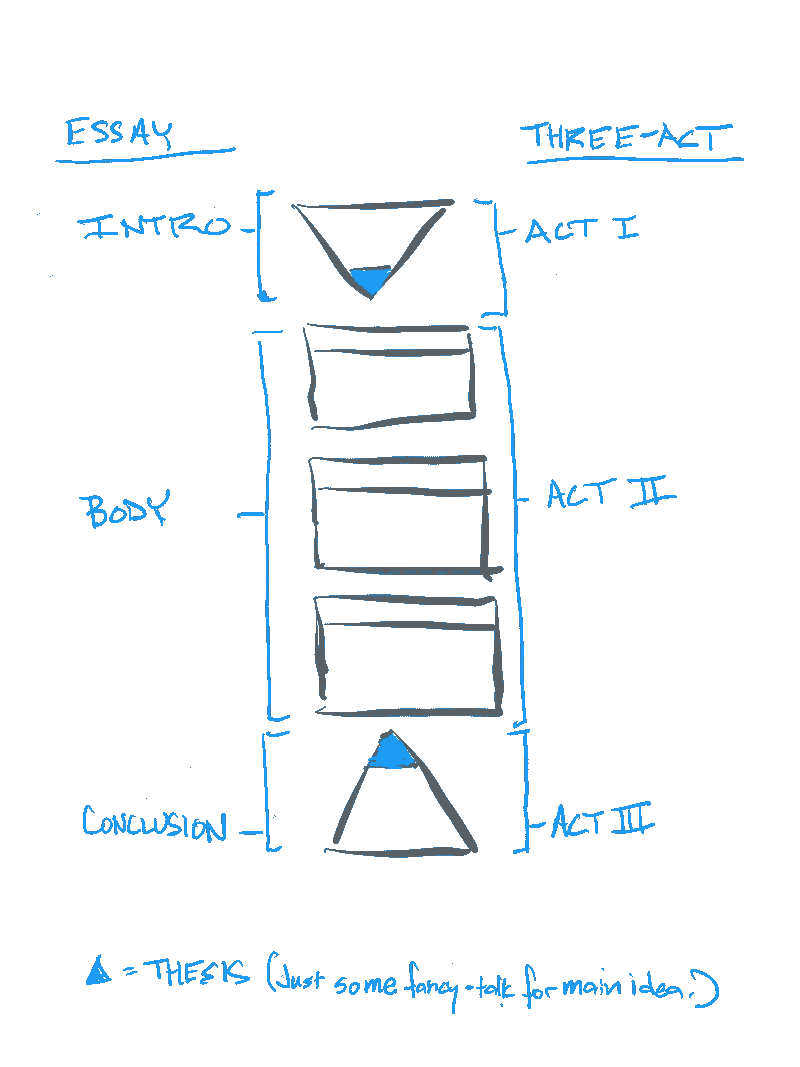 ESSAY
THREE-ACT
INTRO
ACT I
BODY
ACT II
CONCLUSION
ACT III
= THESIS (Just some fancy-talk for main idea.)